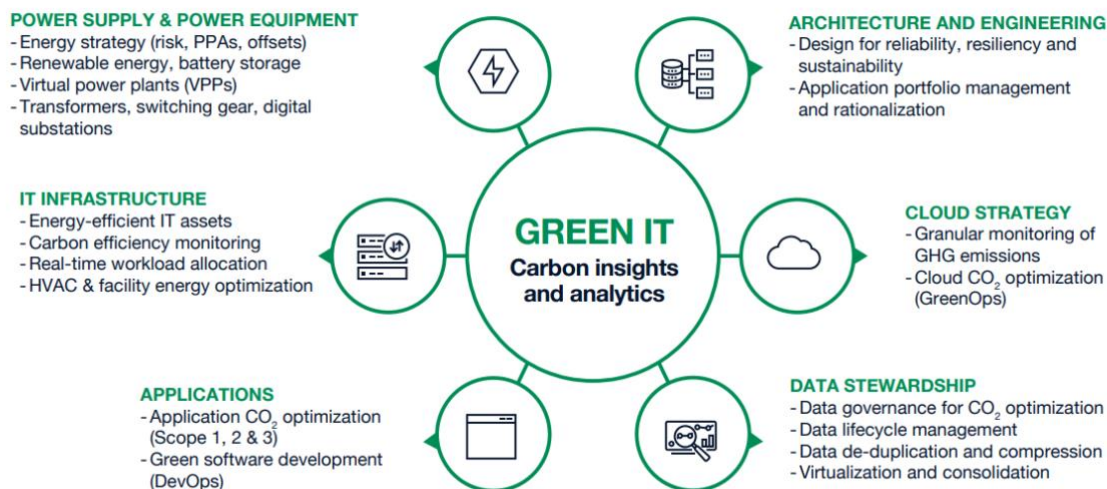 POWER SUPPLY & POWER EQUIPMENT
- Energy strategy (risk, PPAs, offsets)
- Renewable energy, battery storage
- Virtual power plants (VPPs)
- Transformers, switching gear, digital
substations
ARCHITECTURE AND ENGINEERING
- Design for reliability, resiliency and
sustainability
- Application portfolio management
and rationalization
IT INFRASTRUCTURE
- Energy-efficient IT assets
- Carbon efficiency monitoring
- Real-time workload allocation
- HVAC & facility energy optimization
GREEN IT
Carbon insights
and analytics
CLOUD STRATEGY
- Granular monitoring of
GHG emissions
- Cloud CO₂ optimization
(GreenOps)
APPLICATIONS
- Application CO₂ optimization
(Scope 1, 2 & 3)
- Green software development
(DevOps)
DATA STEWARDSHIP
- Data governance for CO₂ optimization
- Data lifecycle management
- Data de-duplication and compression
- Virtualization and consolidation